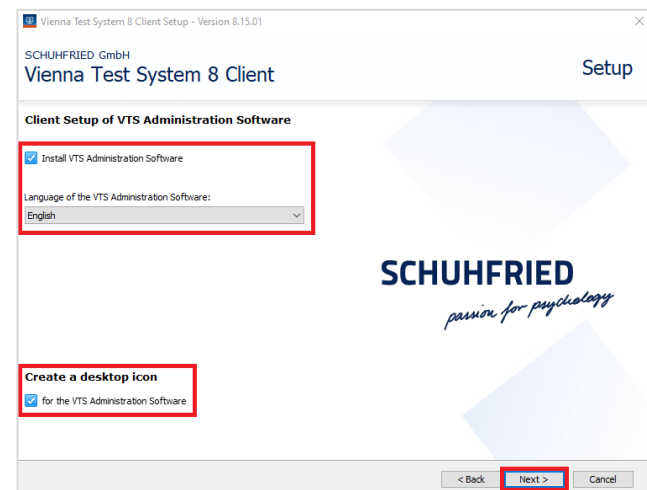 Vienna Test System 8 Client Setup - Version 8.15.01
SCHUHFRIED GmbH
Vienna Test System 8 Client
Setup
Client Setup of VTS Administration Software
Install VTS Administration Software
Language of the VTS Administration Software:
English
SCHUHFRIED
passion for psychology
Create a desktop icon
for the VTS Administration Software
< Back
Next >
Cancel